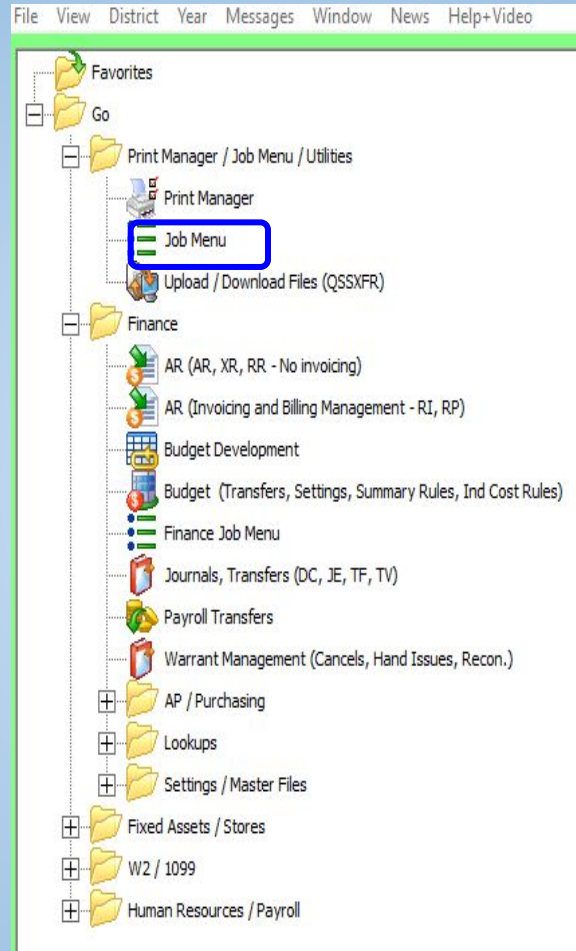 File View District Year Messages Window News Help+Video
Favorites
Go
Print Manager / Job Menu / Utilities
Print Manager
Job Menu
Upload / Download Files (QSSXFR)
Finance
AR (AR, XR, RR - No invoicing)
AR (Invoicing and Billing Management - RI, RP)
Budget Development
Budget (Transfers, Settings, Summary Rules, Ind Cost Rules)
Finance Job Menu
Journals, Transfers (DC, JE, TF, TV)
Payroll Transfers
Warrant Management (Cancels, Hand Issues, Recon.)
AP / Purchasing
Lookups
Settings / Master Files
Fixed Assets / Stores
W2 / 1099
Human Resources / Payroll